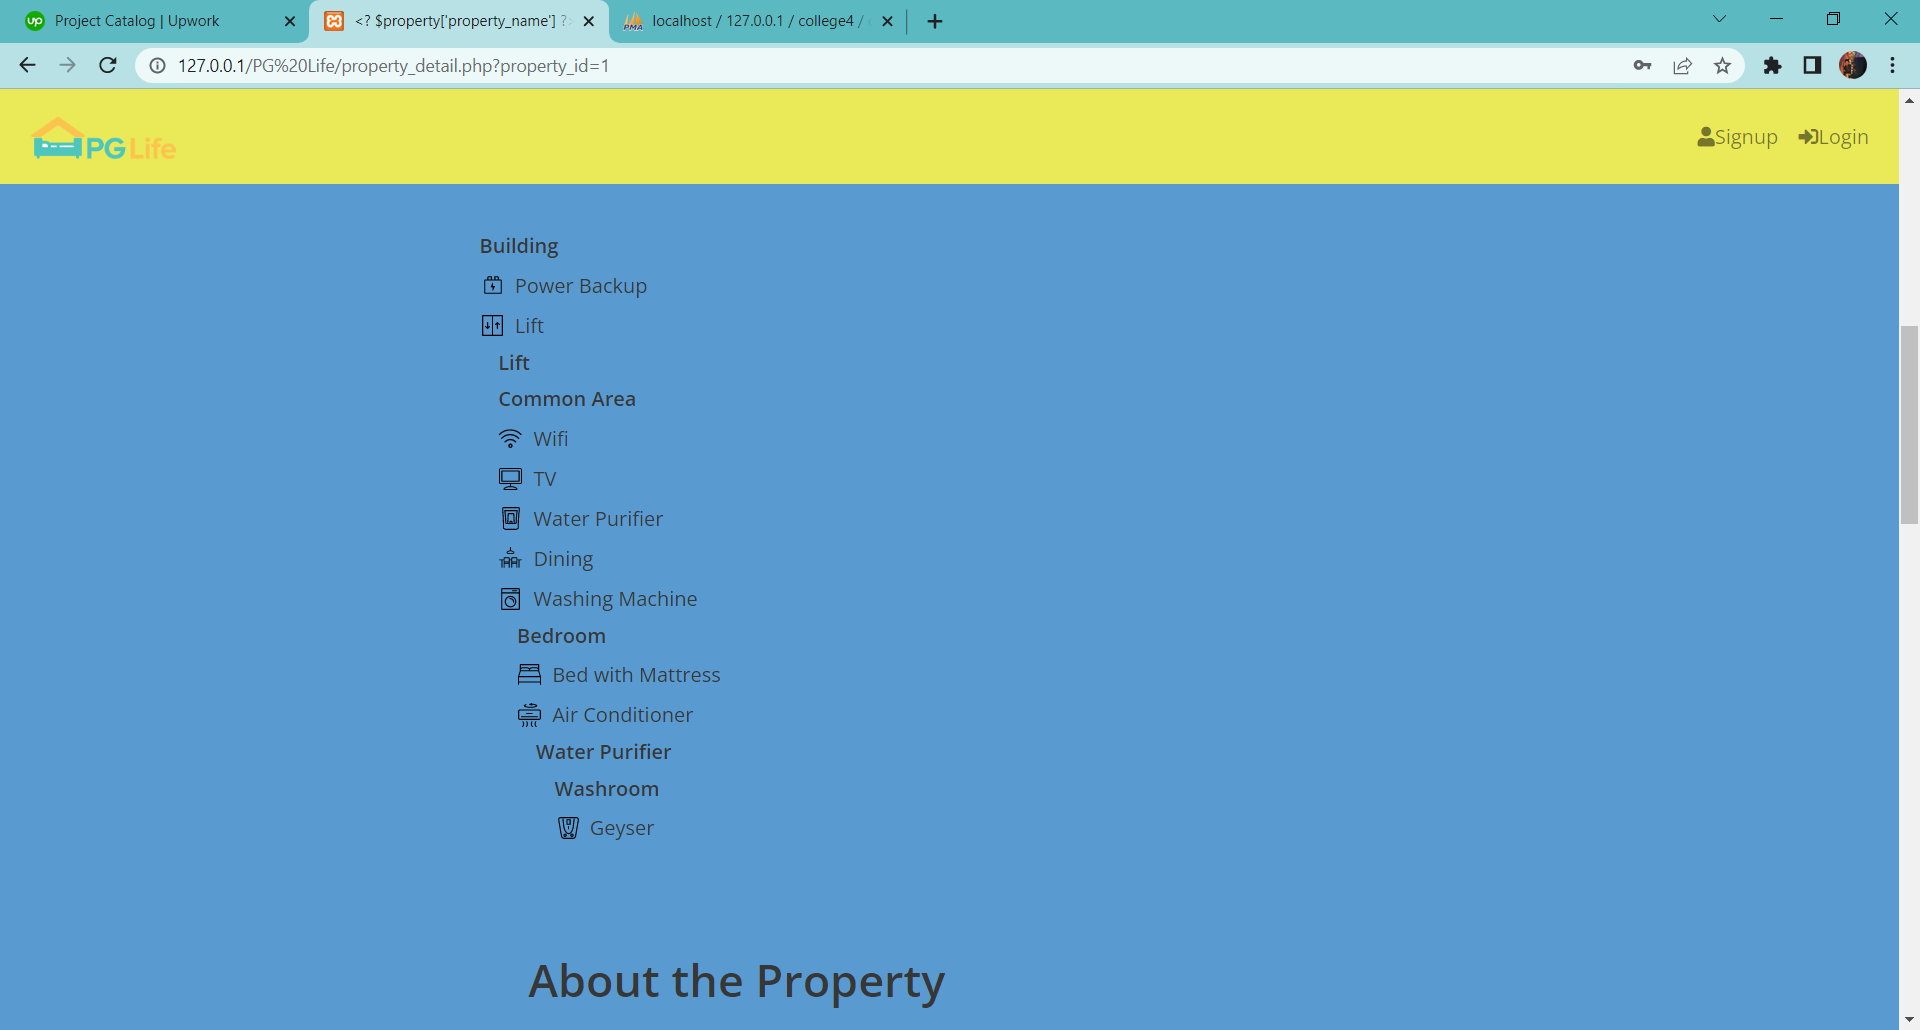 Project Catalog | Upwork
<? $property['property_name'] ?>
localhost / 127.0.0.1 / college4 /
127.0.0.1/PG%20Life/property_detail.php?property_id=1
PG Life
Signup
Login
Building
Power Backup
Lift
Lift
Common Area
Wifi
TV
Water Purifier
Dining
Washing Machine
Bedroom
Bed with Mattress
Air Conditioner
Water Purifier
Washroom
Geyser
About the Property